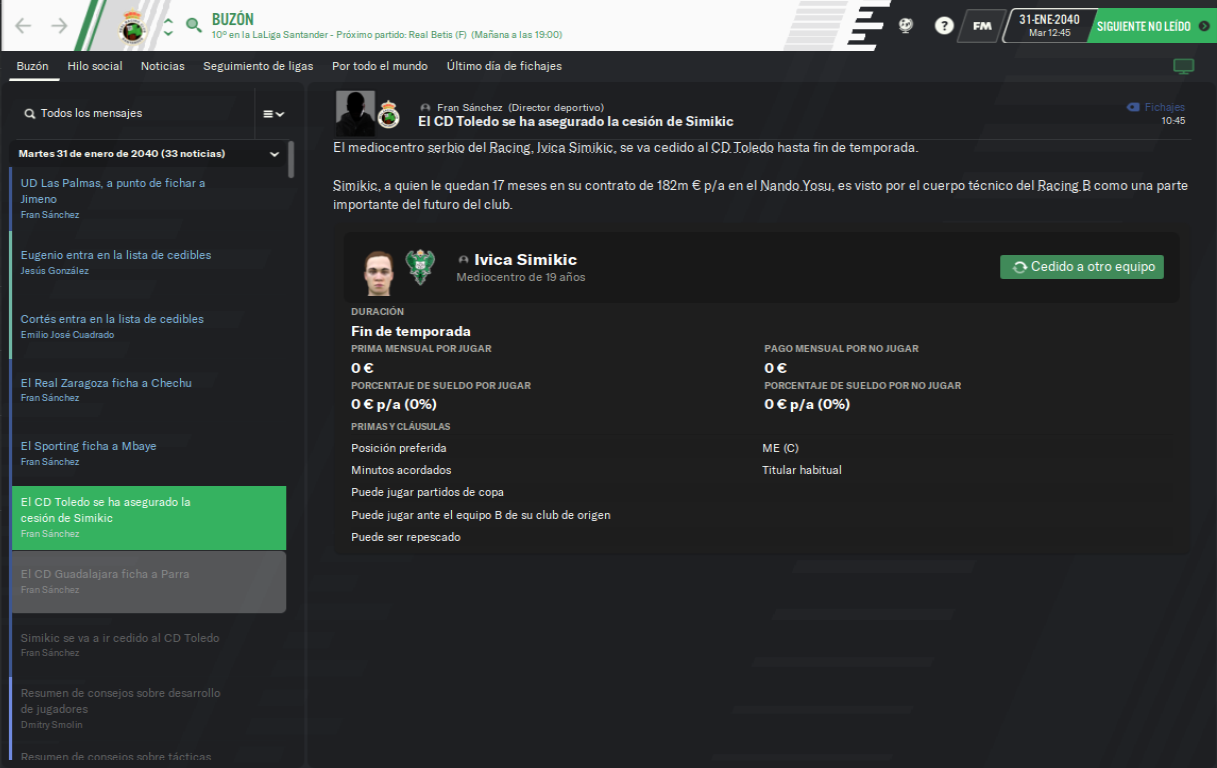 BUZÓN
10º en la LaLiga Santander - Próximo partido: Real Betis (F) (Mañana a las 19:00)
?
FM
31-ENE-2040
Mar 12:45
SIGUIENTE NO LEÍDO
Buzón Hilo social Noticias Seguimiento de ligas Por todo el mundo Último día de fichajes
Todos los mensajes
Martes 31 de enero de 2040 (33 noticias)
UD Las Palmas, a punto de fichar a
Jimeno
Fran Sánchez
Eugenio entra en la lista de cedibles
Jesús González
Cortés entra en la lista de cedibles
Emilio José Cuadrado
El Real Zaragoza ficha a Chechu
Fran Sánchez
El Sporting ficha a Mbaye
Fran Sánchez
El CD Toledo se ha asegurado la
cesión de Simikic
Fran Sánchez
El CD Guadalajara ficha a Parra
Fran Sánchez
Simikic se va a ir cedido al CD Toledo
Fran Sánchez
Resumen de consejos sobre desarrollo
de jugadores
Dmitry Smolin
Resumen de consejos sobre tácticas
Fran Sánchez (Director deportivo)
El CD Toledo se ha asegurado la cesión de Simikic
Fichajes
10:45
El mediocentro serbio del Racing, Ivica Simikic, se va cedido al CD Toledo hasta fin de temporada.
Simikic, a quien le quedan 17 meses en su contrato de 182m € p/a en el Nando Yosu, es visto por el cuerpo técnico del Racing B como una parte
importante del futuro del club.
Ivica Simikic
Mediocentro de 19 años
Cedido a otro equipo
DURACIÓN
Fin de temporada
PRIMA MENSUAL POR JUGAR PAGO MENSUAL POR NO JUGAR
0 € 0 €
PORCENTAJE DE SUELDO POR JUGAR PORCENTAJE DE SUELDO POR NO JUGAR
0 € p/a (0%) 0 € p/a (0%)
PRIMAS Y CLÁUSULAS
Posición preferida ME (C)
Minutos acordados Titular habitual
Puede jugar partidos de copa
Puede jugar ante el equipo B de su club de origen
Puede ser repescado